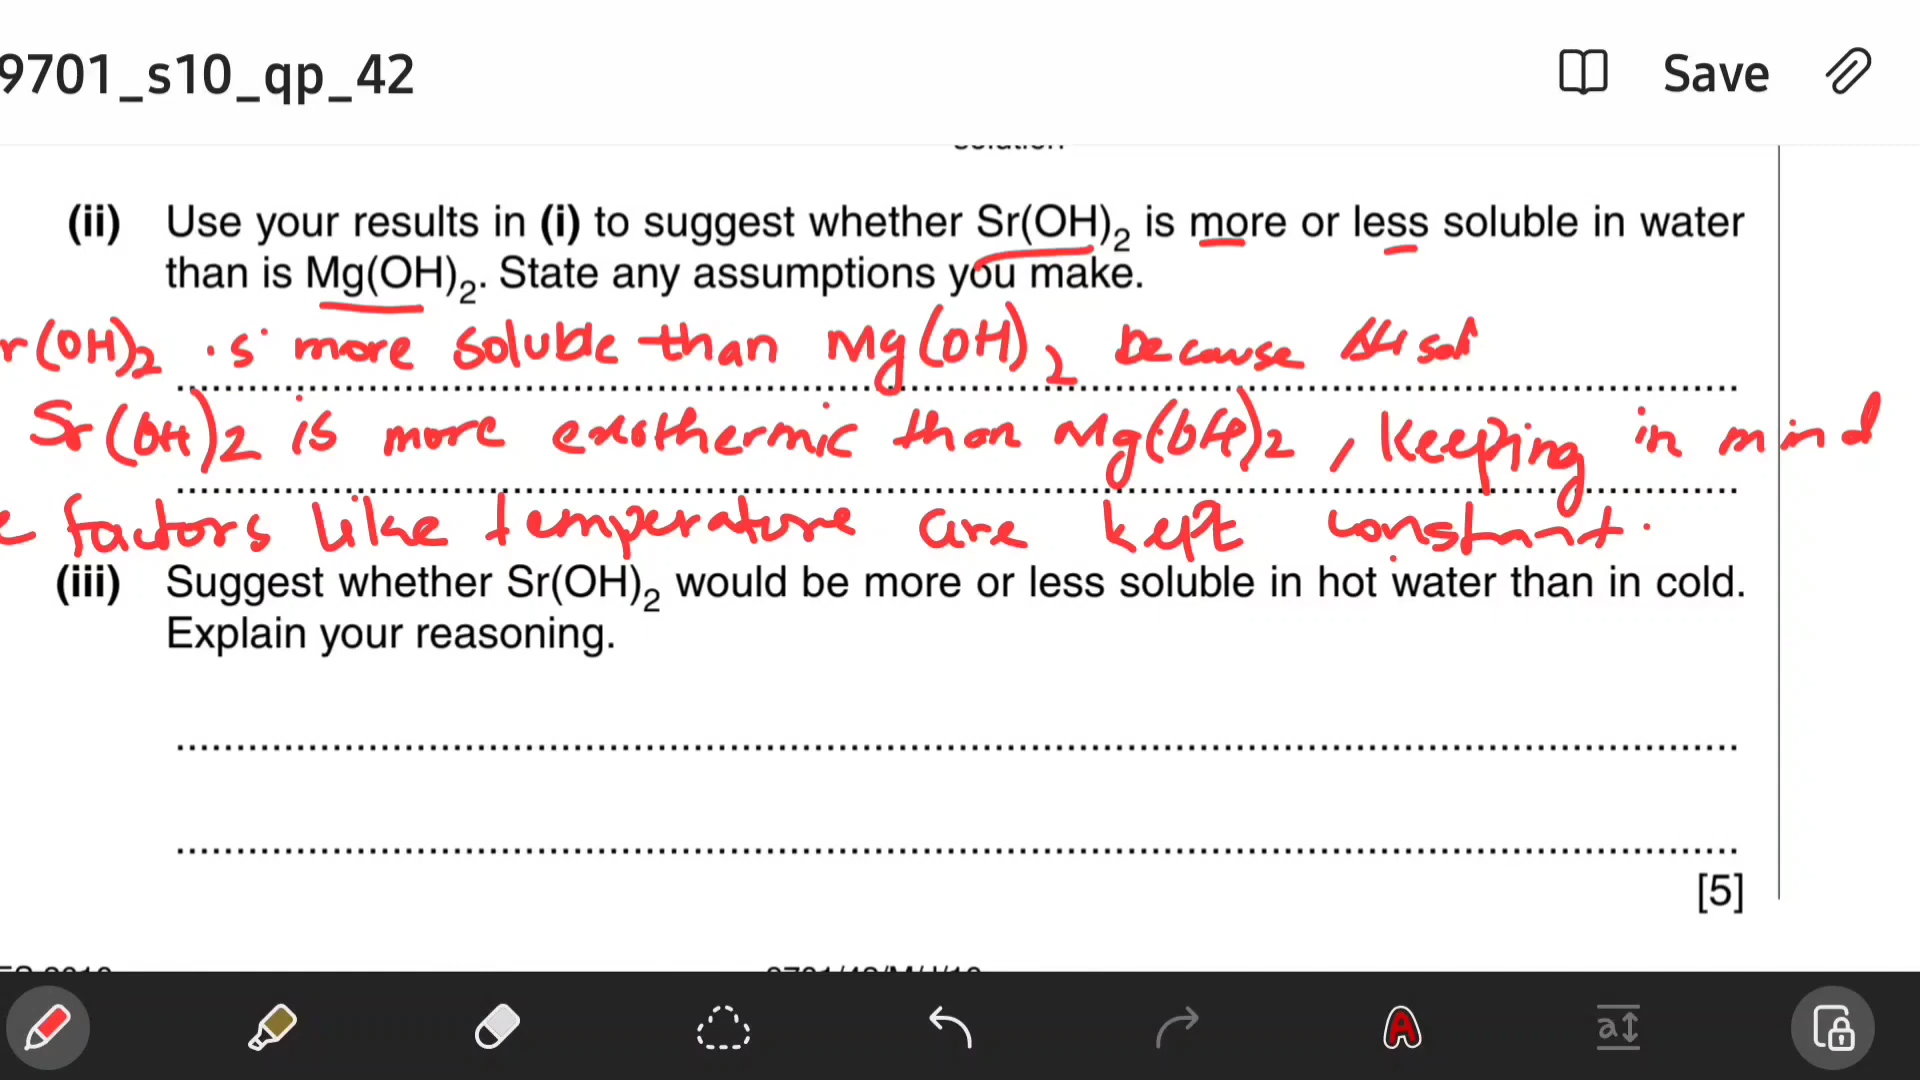 9701_s10_qp_42
Save
solution
(ii) Use your results in (i) to suggest whether Sr(OH)₂ is more or less soluble in water
than is Mg(OH)₂. State any assumptions you make.
r(OH)₂ is more soluble than Mg(OH)₂ because ΔH sol
Sr(OH)₂ is more exothermic than Mg(OH)₂, keeping in mind
e factors like temperature are kept constant.
(iii) Suggest whether Sr(OH)₂ would be more or less soluble in hot water than in cold.
Explain your reasoning.
[5]
A
a